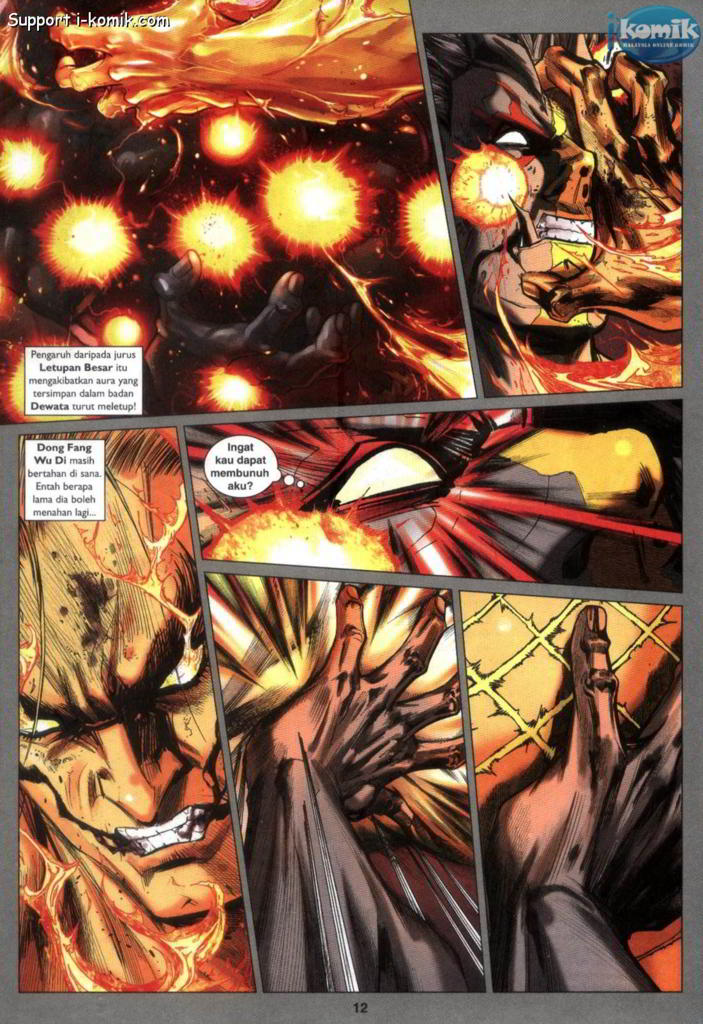 Support i-komik.com
ikomik
MALAYSIA ONLINE KOMIK
Pengaruh daripada jurus
Letupan Besar itu
mengakibatkan aura yang
tersimpan dalam badan
Dewata turut meletup!
Dong Fang
Wu Di masih
bertahan di sana.
Entah berapa
lama dia boleh
menahan lagi...
Ingat
kau dapat
membunuh
aku?
12